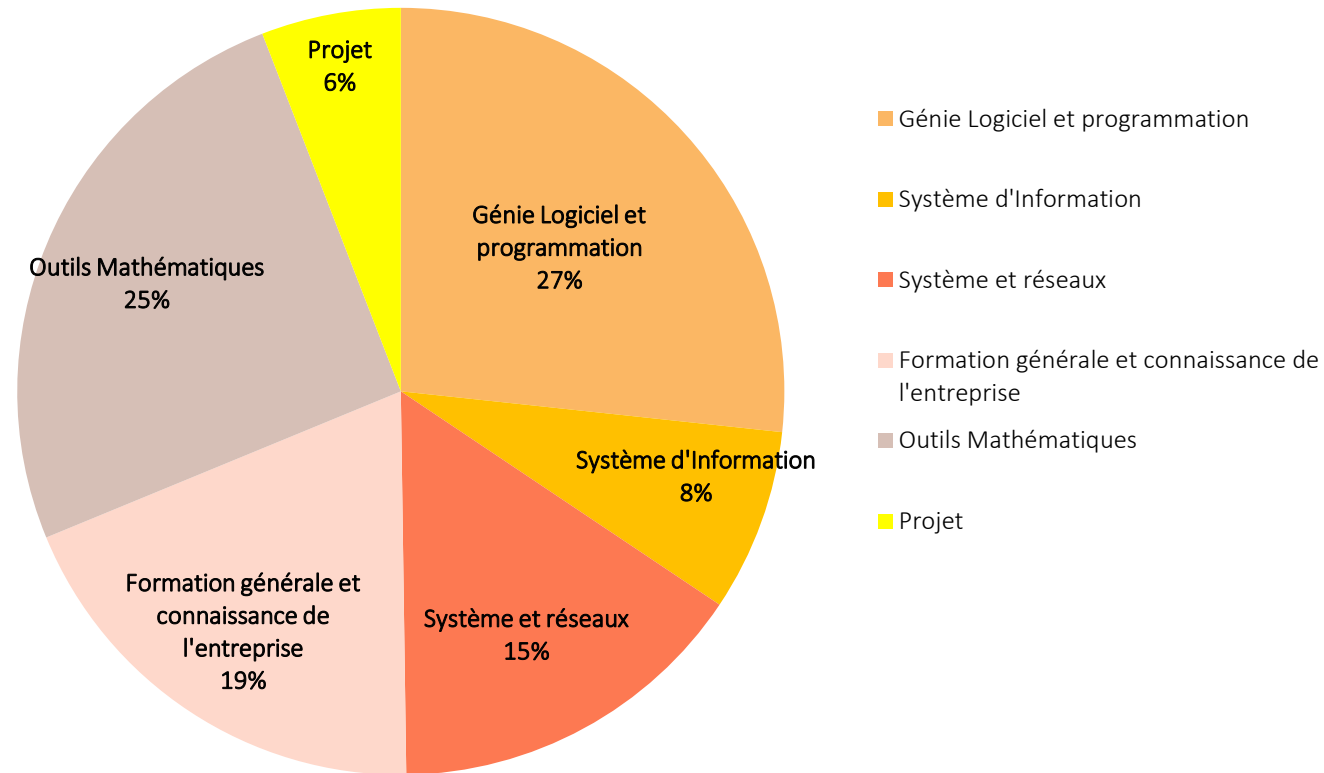 Projet
6%
Génie Logiciel et
programmation
27%
Outils Mathématiques
25%
Système d'Information
8%
Formation générale et
connaissance de
l'entreprise
19%
Système et réseaux
15%
Génie Logiciel et programmation
Système d'Information
Système et réseaux
Formation générale et connaissance de
l'entreprise
Outils Mathématiques
Projet